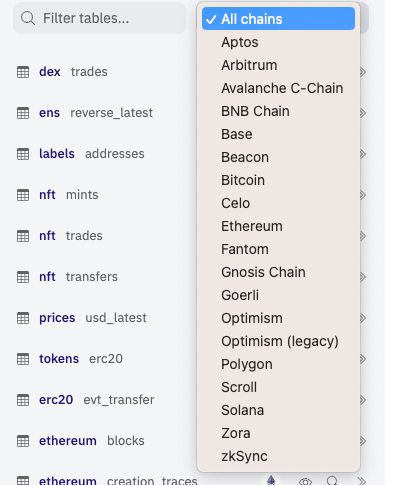 Filter tables...
dex trades
ens reverse_latest
labels addresses
nft mints
nft trades
nft transfers
prices usd_latest
tokens erc20
erc20 evt_transfer
ethereum blocks
ethereum creation_traces
All chains
Aptos
Arbitrum
Avalanche C-Chain
BNB Chain
Base
Beacon
Bitcoin
Celo
Ethereum
Fantom
Gnosis Chain
Goerli
Optimism
Optimism (legacy)
Polygon
Scroll
Solana
Zora
zkSync